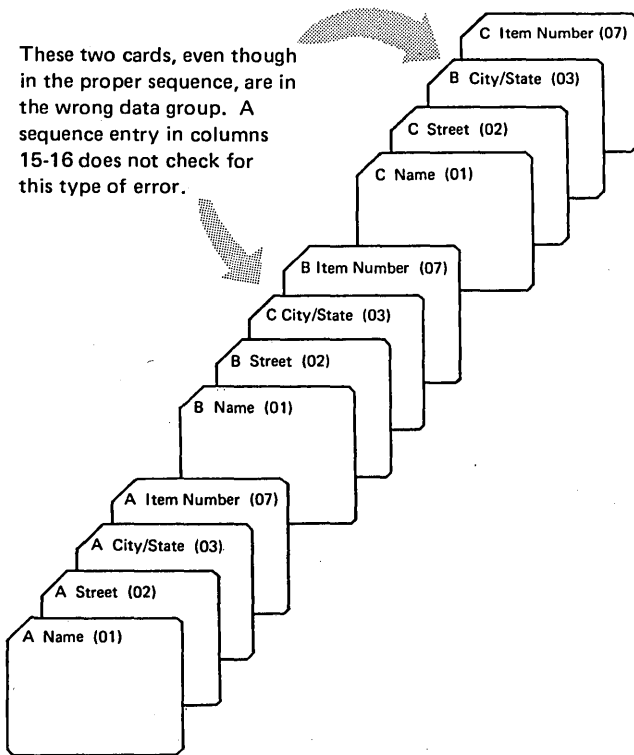 These two cards, even though
in the proper sequence, are in
the wrong data group. A
sequence entry in columns
15-16 does not check for
this type of error.
C Item Number (07)
B City/State (03)
C Street (02)
C Name (01)
B Item Number (07)
C City/State (03)
B Street (02)
B Name (01)
A Item Number (07)
A City/State (03)
A Street (02)
A Name (01)